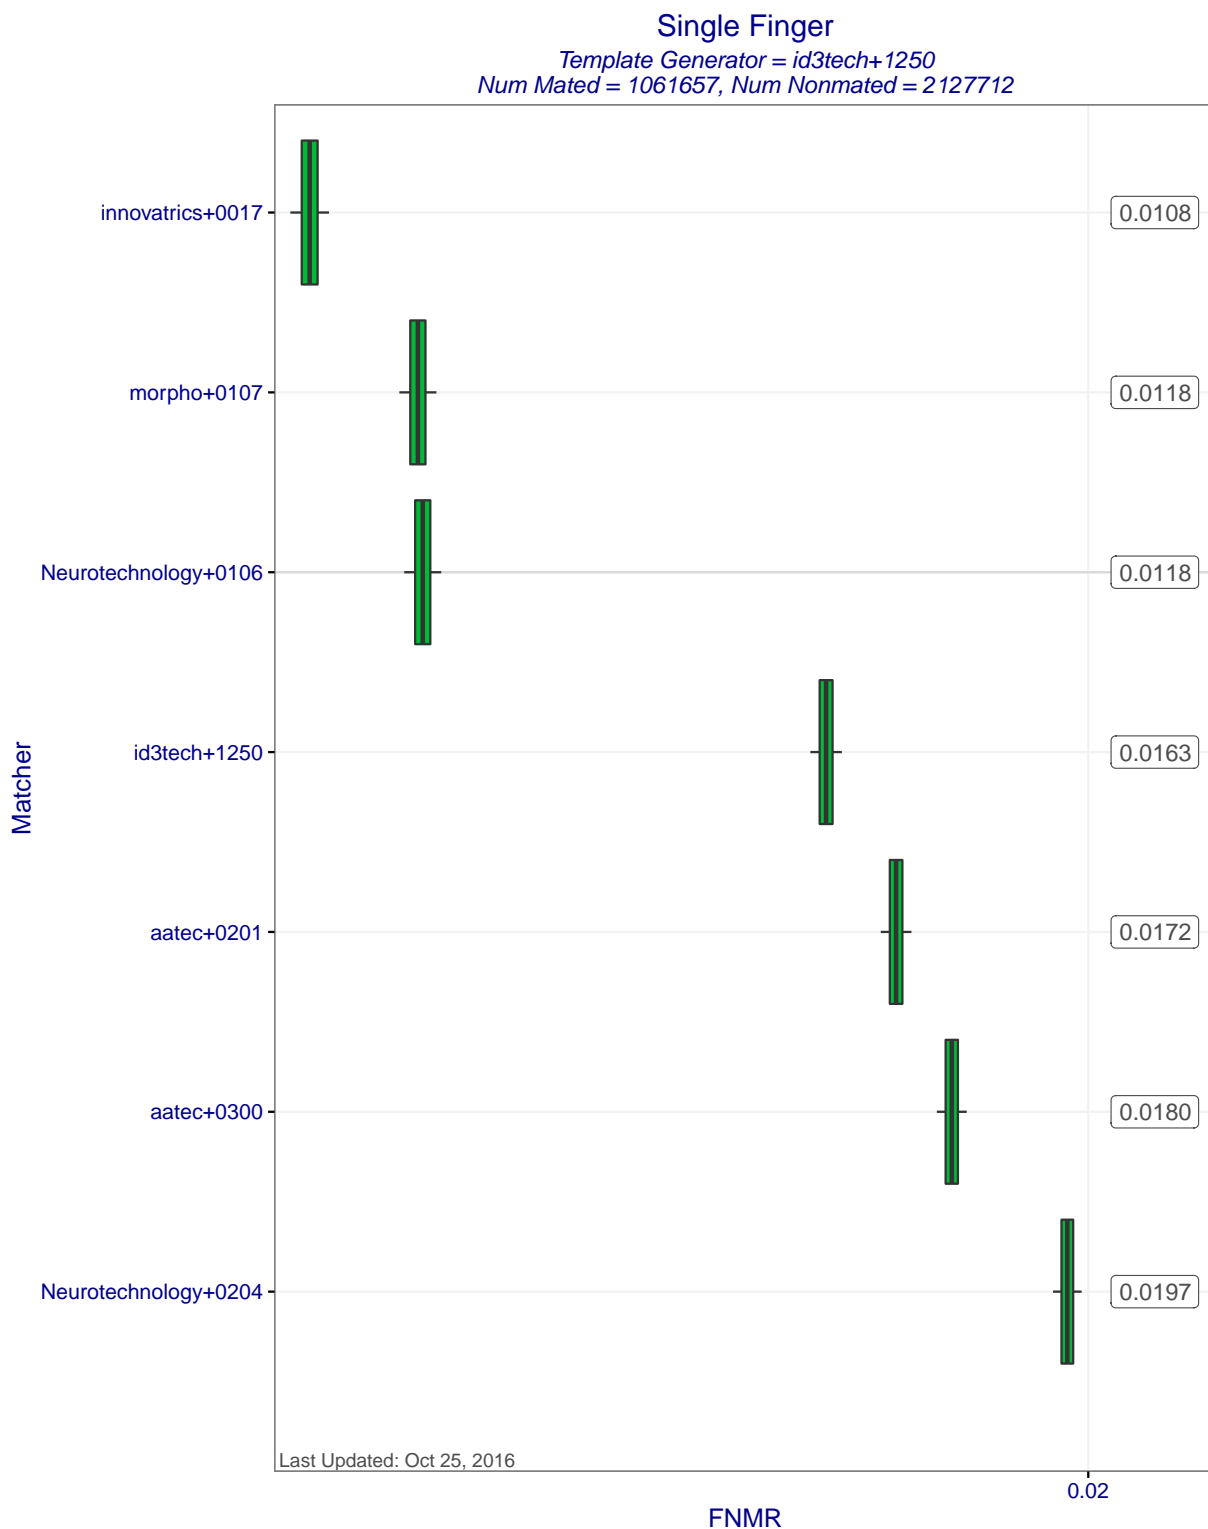 Single Finger
Template Generator = id3tech+1250
Num Mated = 1061657, Num Nonmated = 2127712
innovatrics+0017
0.0108
morpho+0107
0.0118
Neurotechnology+0106
0.0118
id3tech+1250
0.0163
Matcher
aatec+0201
0.0172
aatec+0300
0.0180
Neurotechnology+0204
0.0197
Last Updated: Oct 25, 2016
0.02
FNMR